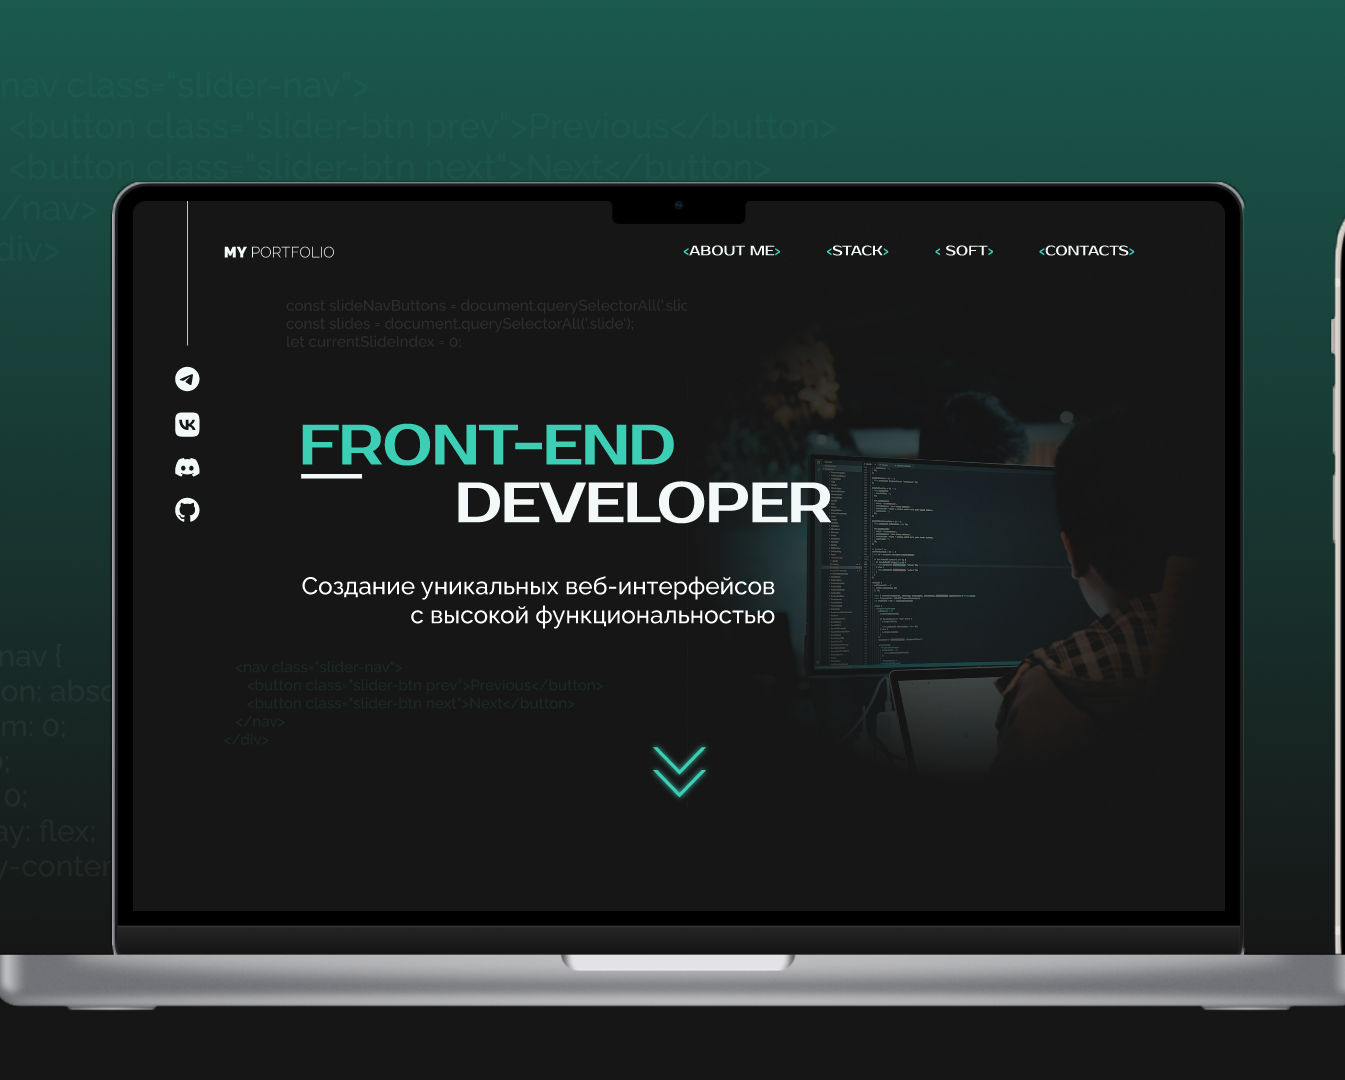 nav class="slider-nav">
<button class="slider-btn prev">Previous</button>
<button class="slider-btn next">Next</button>
/nav>
div>
MY PORTFOLIO
<ABOUT ME>
<STACK>
< SOFT>
<CONTACTS>
const slideNavButtons = document.querySelectorAll('.slic
const slides = document.querySelectorAll('.slide');
let currentSlideIndex = 0;
FRONT-END
DEVELOPER
Создание уникальных веб-интерфейсов
с высокой функциональностью
<nav class="slider-nav">
<button class="slider-btn prev">Previous</button>
<button class="slider-btn next">Next</button>
</nav>
</div>
nav {
on: absc
m: 0;
0;
ay: flex;
y-conter